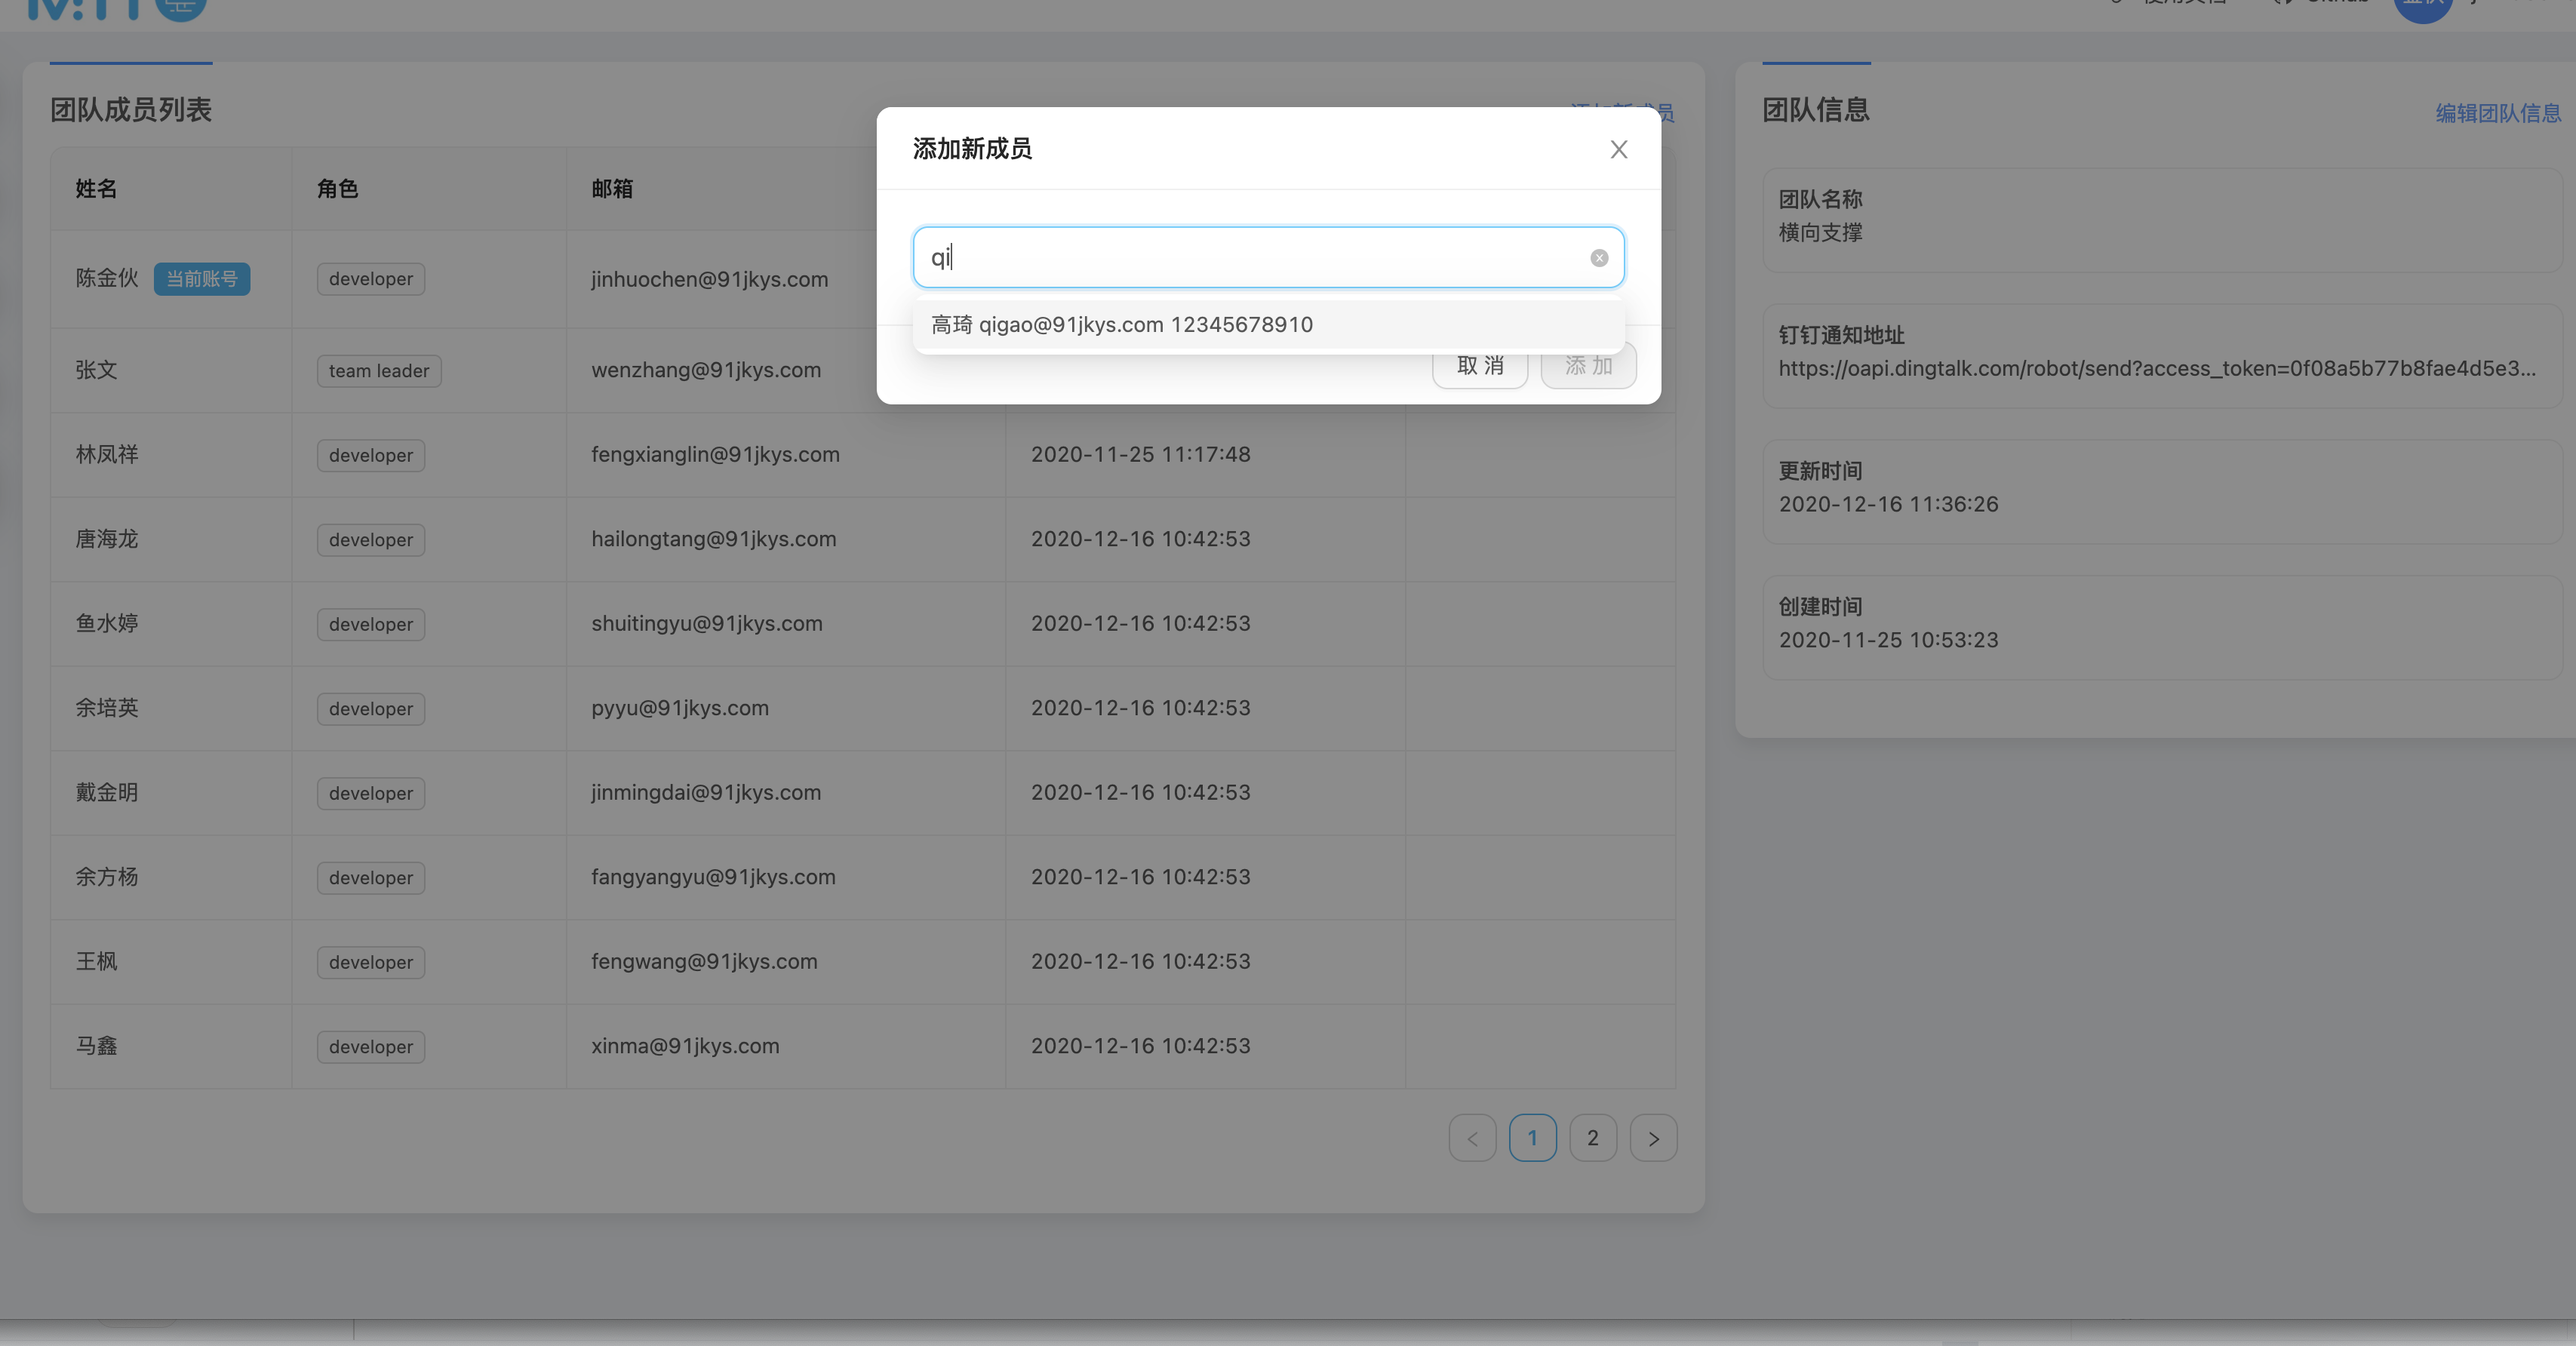 团队成员列表
添加新成员
姓名 角色 邮箱
陈金伙 当前账号 developer jinhuochen@91jkys.com
张文 team leader wenzhang@91jkys.com
林凤祥 developer fengxianglin@91jkys.com 2020-11-25 11:17:48
唐海龙 developer hailongtang@91jkys.com 2020-12-16 10:42:53
鱼水婷 developer shuitingyu@91jkys.com 2020-12-16 10:42:53
余培英 developer pyyu@91jkys.com 2020-12-16 10:42:53
戴金明 developer jinmingdai@91jkys.com 2020-12-16 10:42:53
余方杨 developer fangyangyu@91jkys.com 2020-12-16 10:42:53
王枫 developer fengwang@91jkys.com 2020-12-16 10:42:53
马鑫 developer xinma@91jkys.com 2020-12-16 10:42:53
< 1 2 >
添加新成员
qi
高琦 qigao@91jkys.com 12345678910
取 消 添 加
团队信息 编辑团队信息
团队名称
横向支撑
钉钉通知地址
https://oapi.dingtalk.com/robot/send?access_token=0f08a5b77b8fae4d5e3...
更新时间
2020-12-16 11:36:26
创建时间
2020-11-25 10:53:23